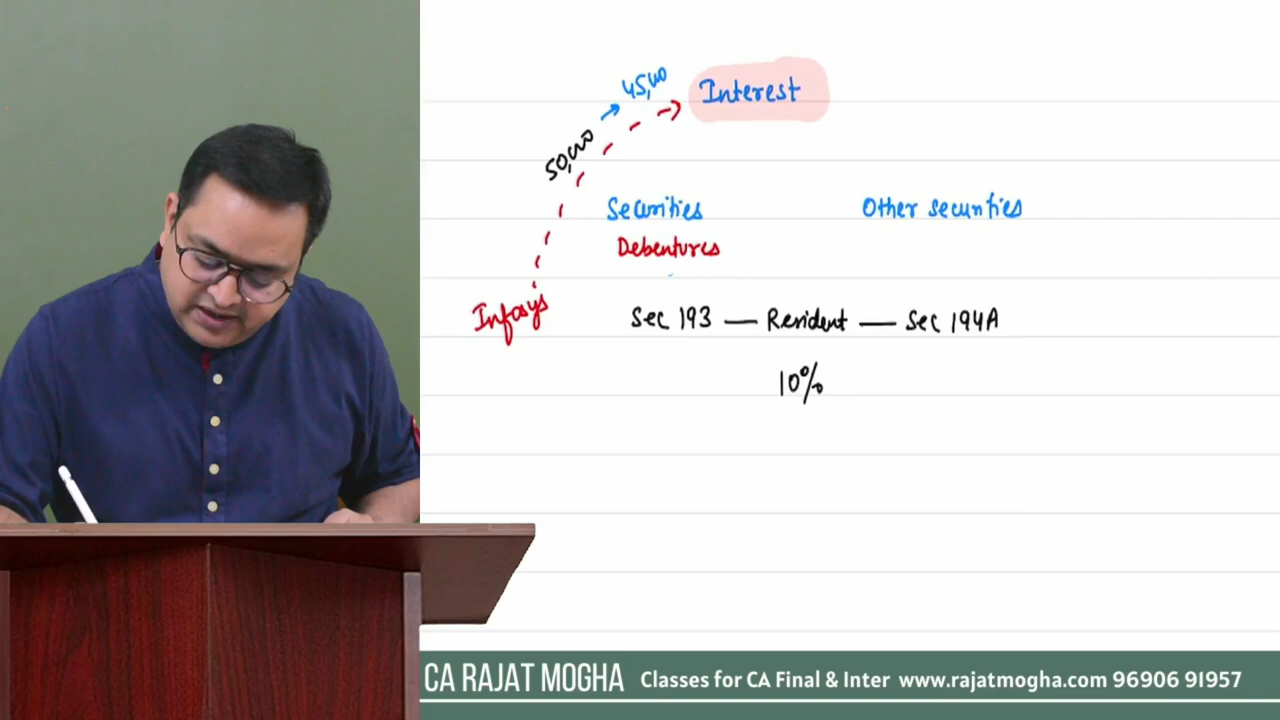 45,000
Interest
50,000
Securities Other securities
Debentures
Infosys
Sec 193 — Resident — Sec 194A
10%
CA RAJAT MOGHA Classes for CA Final & Inter www.rajatmogha.com 96906 91957